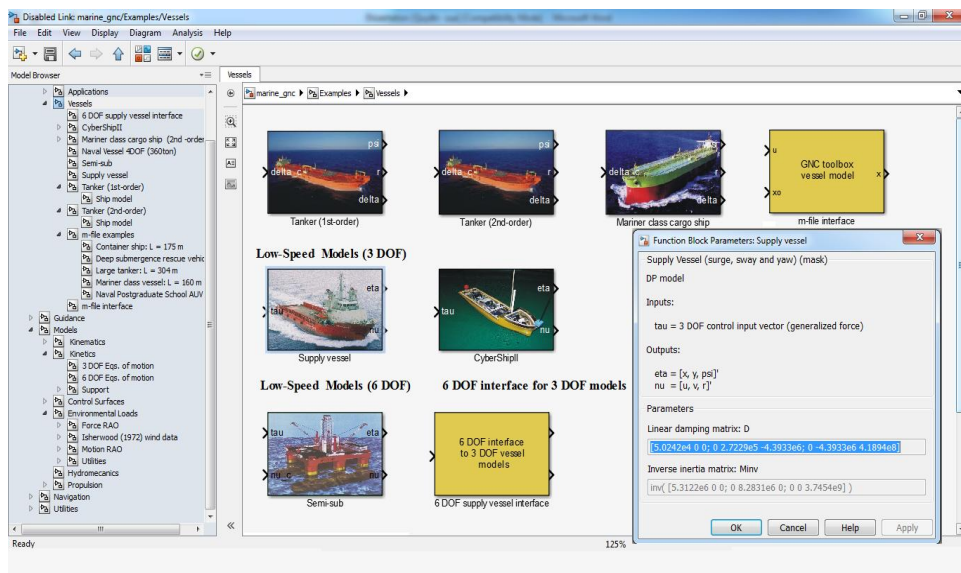 Disabled Link: marine_gnc/Examples/Vessels
File Edit View Display Diagram Analysis Help
Model Browser
Applications
Vessels
6 DOF supply vessel interface
CyberShipII
Mariner class cargo ship (2nd -order
Naval Vessel 4DOF (360ton)
Semi-sub
Supply vessel
Tanker (1st-order)
Ship model
Tanker (2nd-order)
Ship model
m-file examples
Container ship: L = 175 m
Deep submergence rescue vehic
Large tanker: L = 304 m
Mariner class vessel: L = 160 m
Naval Postgraduate School AUV
m-file interface
Guidance
Models
Kinematics
Kinetics
3 DOF Eqs. of motion
6 DOF Eqs. of motion
Support
Control Surfaces
Environmental Loads
Force RAO
Isherwood (1972) wind data
Motion RAO
Utilities
Hydromecanics
Propulsion
Navigation
Utilities
Vessels
marine_gnc Examples Vessels
delta_c psi r delta
Tanker (1st-order)
delta_c psi r delta
Tanker (2nd-order)
delta_c r delta
Mariner class cargo ship
u xo GNC toolbox vessel model x
m-file interface
Low-Speed Models (3 DOF)
tau eta nu
Supply vessel
tau eta nu
CyberShipII
Low-Speed Models (6 DOF) 6 DOF interface for 3 DOF models
tau nu_c eta nu
Semi-sub
6 DOF interface
to 3 DOF vessel
models
6 DOF supply vessel interface
Function Block Parameters: Supply vessel
Supply Vessel (surge, sway and yaw) (mask)
DP model
Inputs:
tau = 3 DOF control input vector (generalized force)
Outputs:
eta = [x, y, psi]'
nu = [u, v, r]'
Parameters
Linear damping matrix: D
[5.0242e4 0 0; 0 2.7229e5 -4.3933e6; 0 -4.3933e6 4.1894e8]
Inverse inertia matrix: Minv
inv( [5.3122e6 0 0; 0 8.2831e6 0; 0 0 3.7454e9] )
OK Cancel Help Apply
Ready 125%